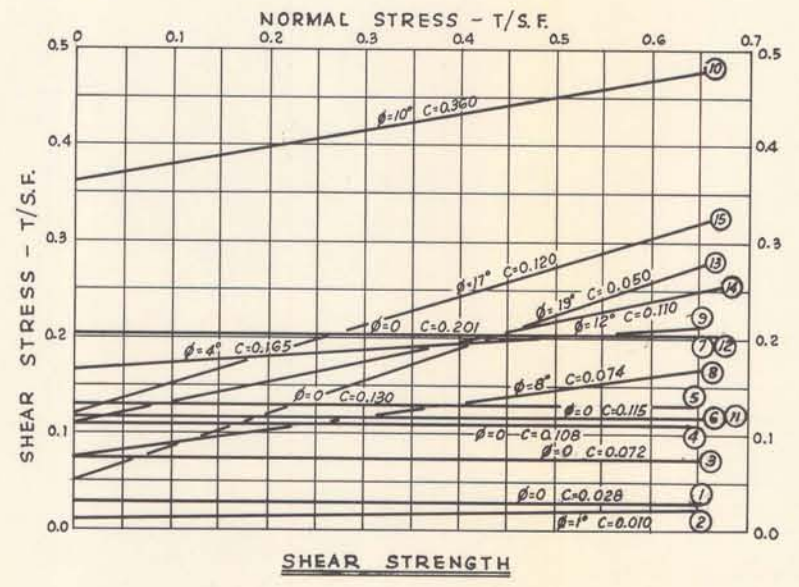 NORMAL STRESS - T/S.F.
0 0.1 0.2 0.3 0.4 0.5 0.6 0.7
0.5 0.5
10
ø=10° C=0.360
0.4 0.4
SHEAR STRESS - T/S.F.
15
0.3 0.3
ø=17° C=0.120
13
ø=19° C=0.050
14
ø=12° C=0.110
9
0.2 ø=0 C=0.201 0.2
ø=4° C=0.165
7 12
ø=8° C=0.074
8
ø=0 C=0.130
5
ø=0 C=0.115
6 11
0.1 ø=0 C=0.108 4 0.1
ø=0 C=0.072
3
ø=0 C=0.028
1
ø=1° C=0.010
2
0.0 0.0
SHEAR STRENGTH